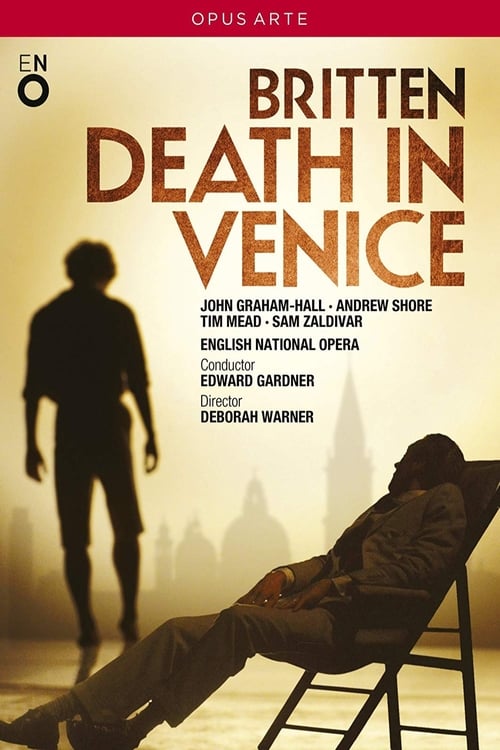 OPUS ARTE
EN
O
BRITTEN
DEATH IN
VENICE
JOHN GRAHAM-HALL · ANDREW SHORE
TIM MEAD · SAM ZALDIVAR
ENGLISH NATIONAL OPERA
Conductor
EDWARD GARDNER
Director
DEBORAH WARNER